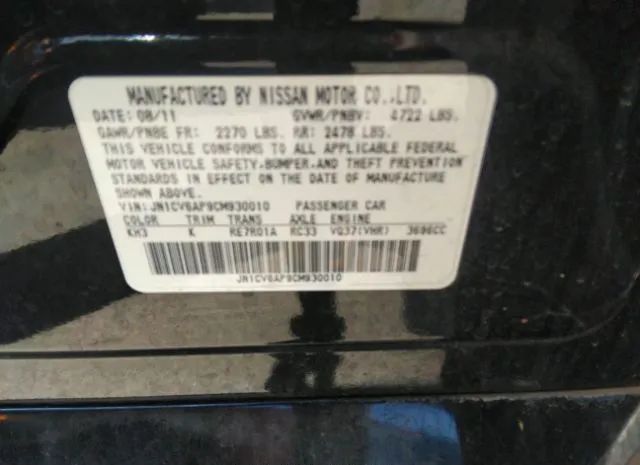 MANUFACTURED BY NISSAN MOTOR CO.,LTD.
DATE: 08/11 GVWR/PNBV: 4722 LBS.
GAWR/PNBE FR: 2270 LBS. RR: 2478 LBS.
THIS VEHICLE CONFORMS TO ALL APPLICABLE FEDERAL
MOTOR VEHICLE SAFETY,BUMPER,AND THEFT PREVENTION
STANDARDS IN EFFECT ON THE DATE OF MANUFACTURE
SHOWN ABOVE.
VIN: JN1CV6AP9CM930010 PASSENGER CAR
COLOR TRIM TRANS AXLE ENGINE
KH3 K RE7R01A RC33 VQ37(VHR) 3696CC
JN1CV6AP9CM930010